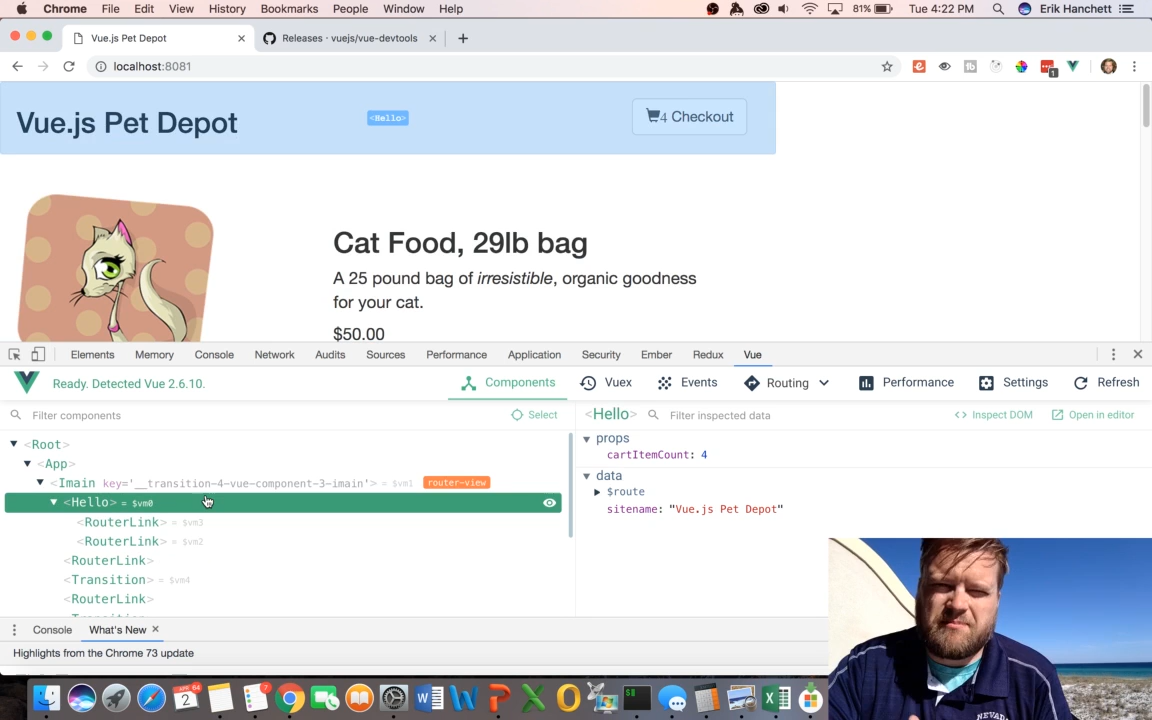 Chrome File Edit View History Bookmarks People Window Help 81% Tue 4:22 PM Erik Hanchett
Vue.js Pet Depot Releases · vuejs/vue-devtools
localhost:8081 1
Vue.js Pet Depot <Hello> 4 Checkout
Cat Food, 29lb bag
A 25 pound bag of irresistible, organic goodness
for your cat.
$50.00
Elements Memory Console Network Audits Sources Performance Application Security Ember Redux Vue
Ready. Detected Vue 2.6.10. Components Vuex Events Routing Performance Settings Refresh
Filter components Select <Hello> Filter inspected data <> Inspect DOM Open in editor
<Root>
<App>
<Imain key='__transition-4-vue-component-3-imain'> = $vm1 router-view
<Hello> = $vm0
<RouterLink> = $vm3
<RouterLink> = $vm2
<RouterLink>
<Transition> = $vm4
<RouterLink>
props
cartItemCount: 4
data
$route
sitename: "Vue.js Pet Depot"
Console What's New
Highlights from the Chrome 73 update
NEVADA